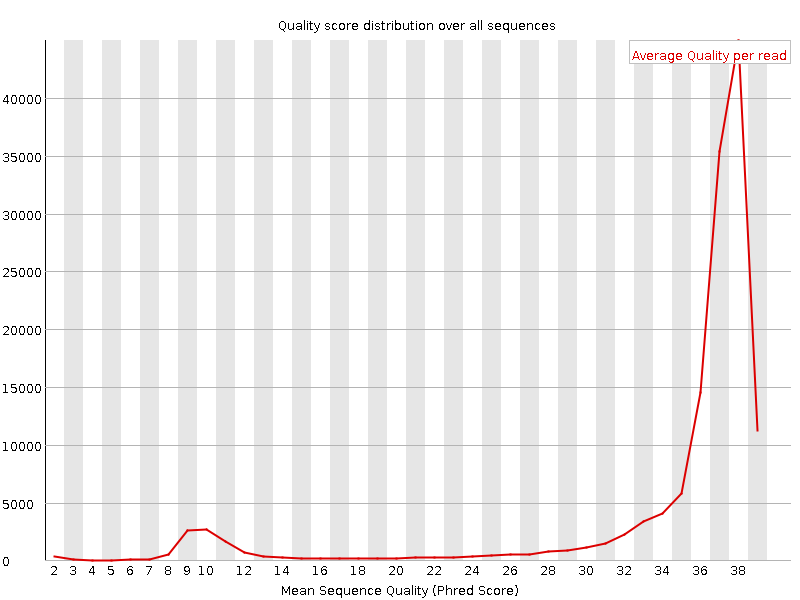 Quality score distribution over all sequences
Average Quality per read
40000
35000
30000
25000
20000
15000
10000
5000
0
2 3 4 5 6 7 8 9 10 12 14 16 18 20 22 24 26 28 30 32 34 36 38
Mean Sequence Quality (Phred Score)